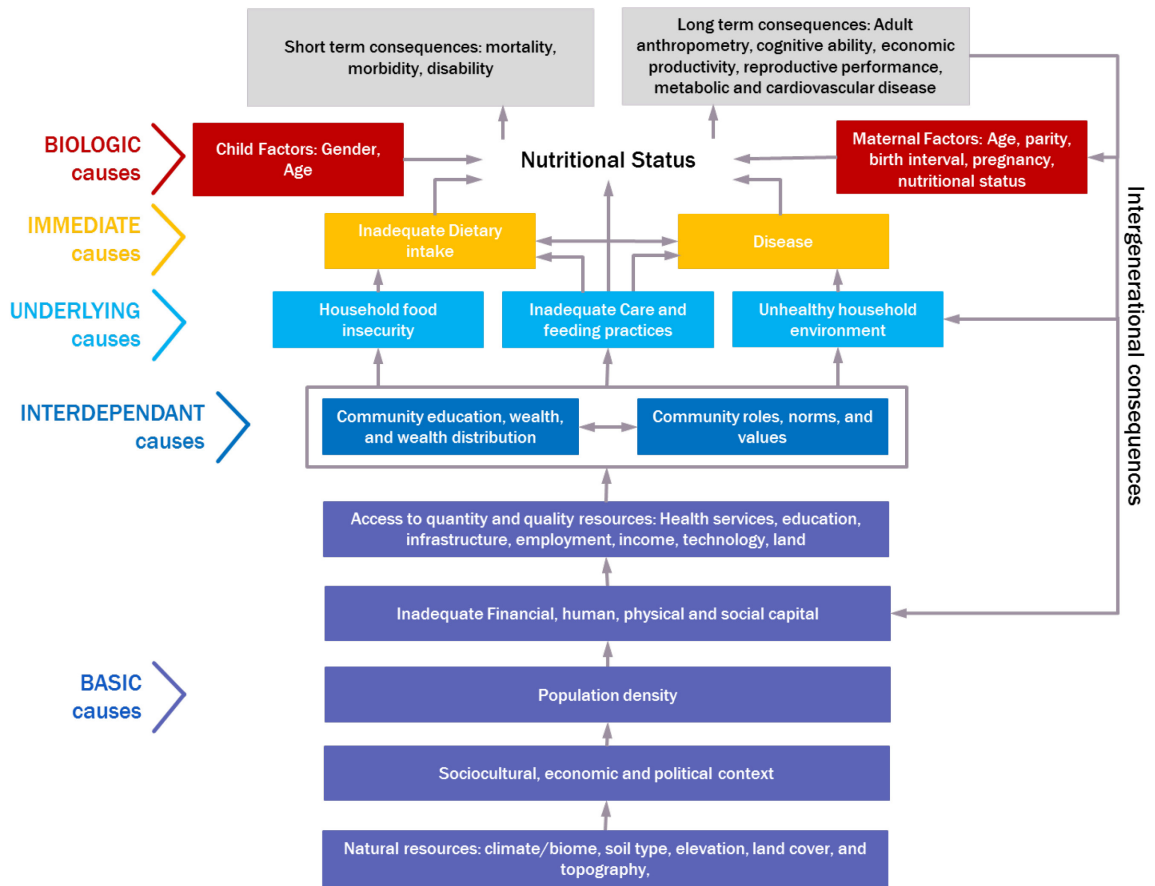 Short term consequences: mortality,
morbidity, disability
Long term consequences: Adult
anthropometry, cognitive ability, economic
productivity, reproductive performance,
metabolic and cardiovascular disease
BIOLOGIC
causes
Child Factors: Gender,
Age
Nutritional Status
Maternal Factors: Age, parity,
birth interval, pregnancy,
nutritional status
IMMEDIATE
causes
Inadequate Dietary
intake
Disease
UNDERLYING
causes
Household food
insecurity
Inadequate Care and
feeding practices
Unhealthy household
environment
Intergenerational consequences
INTERDEPENDANT
causes
Community education, wealth,
and wealth distribution
Community roles, norms, and
values
Access to quantity and quality resources: Health services, education,
infrastructure, employment, income, technology, land
Inadequate Financial, human, physical and social capital
BASIC
causes
Population density
Sociocultural, economic and political context
Natural resources: climate/biome, soil type, elevation, land cover, and
topography,